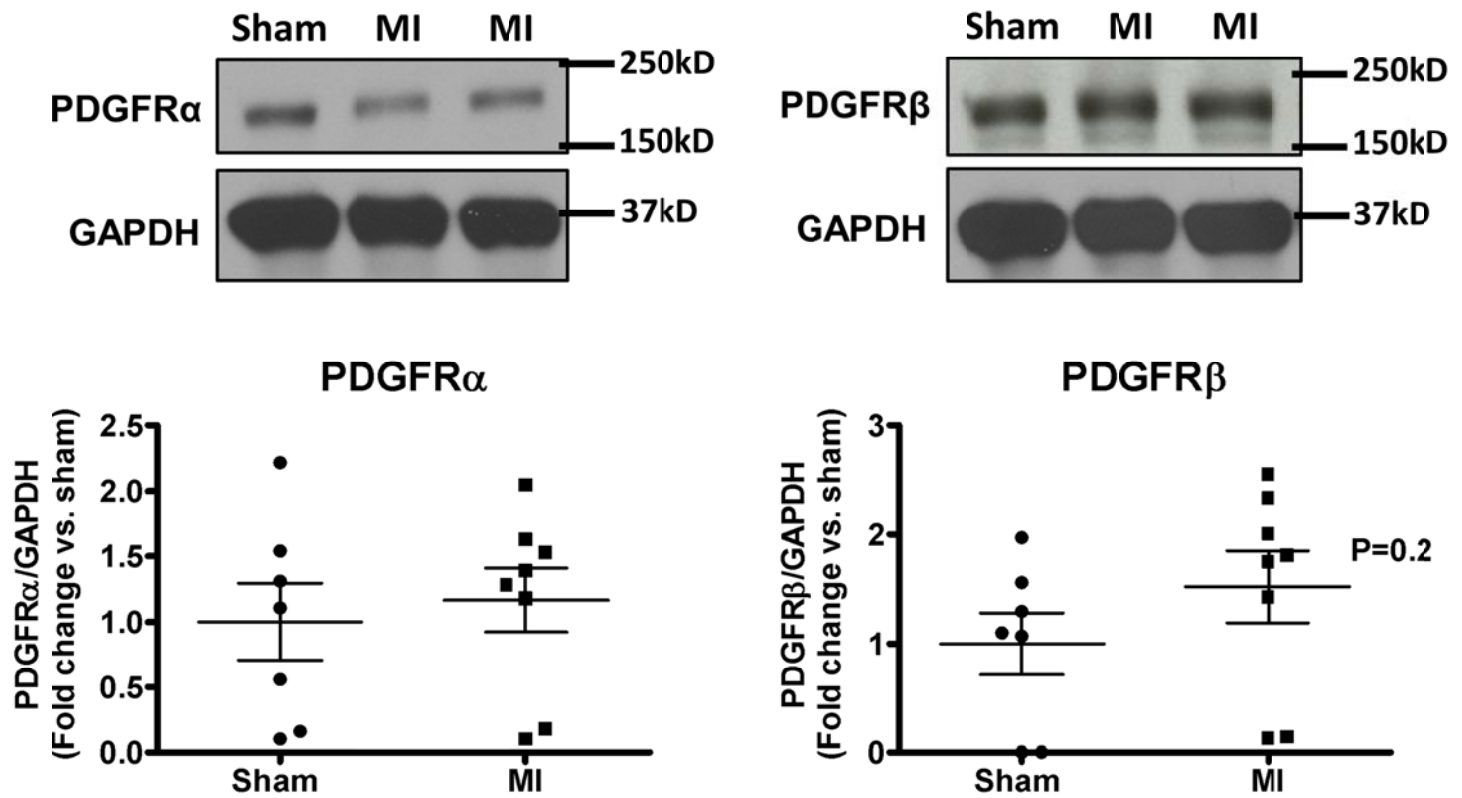 Sham MI MI
PDGFRα
250kD
150kD
GAPDH
37kD
Sham MI MI
PDGFRβ
250kD
150kD
GAPDH
37kD
PDGFRα
PDGFRα/GAPDH
(Fold change vs. sham)
2.5
2.0
1.5
1.0
0.5
0.0
Sham MI
PDGFRβ
PDGFRβ/GAPDH
(Fold change vs. sham)
3
2
1
0
P=0.2
Sham MI